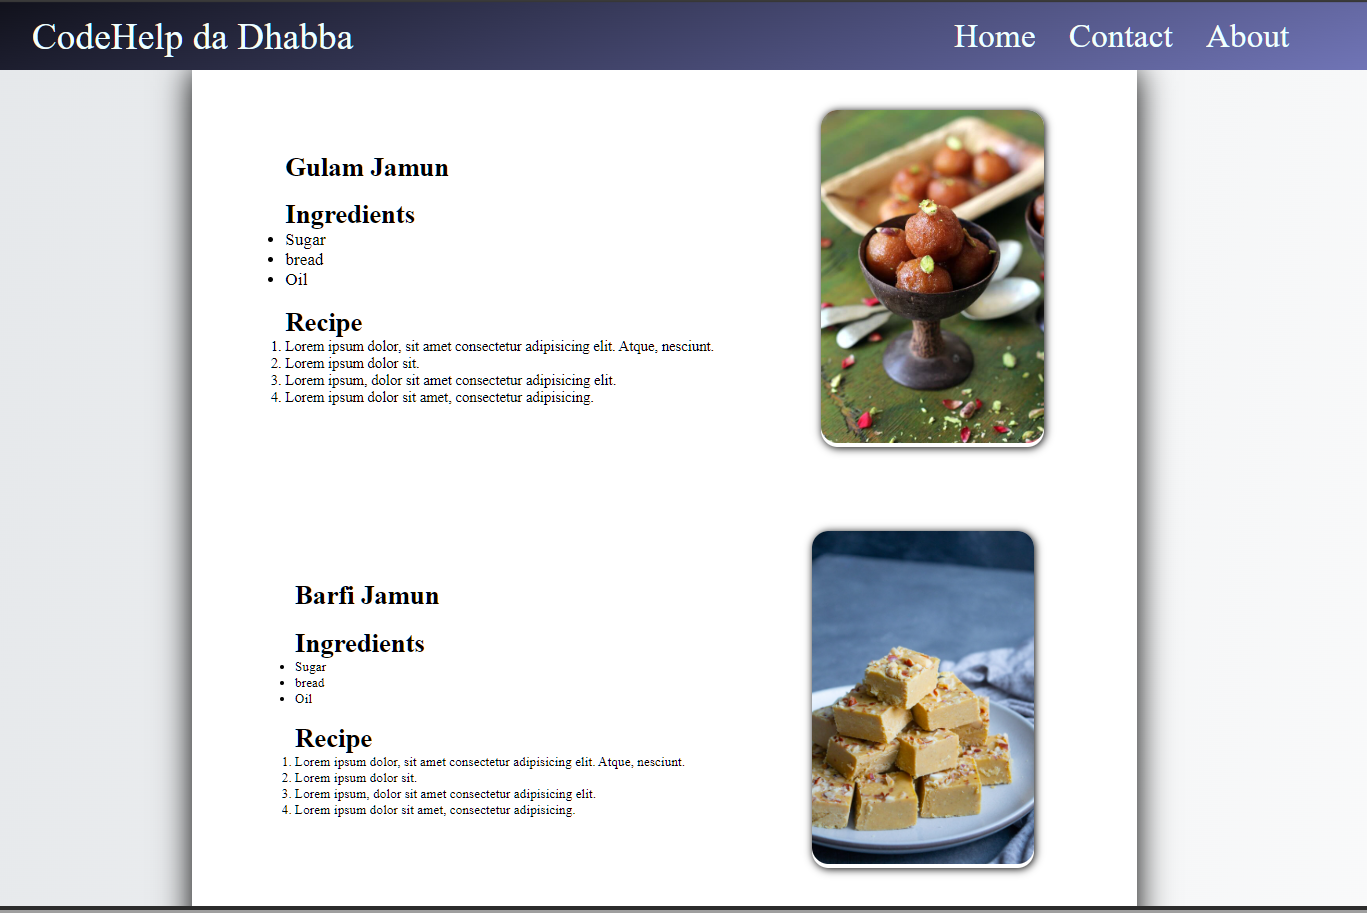 CodeHelp da Dhabba
Home Contact About
Gulam Jamun
Ingredients
• Sugar
• bread
• Oil
Recipe
1. Lorem ipsum dolor, sit amet consectetur adipisicing elit. Atque, nesciunt.
2. Lorem ipsum dolor sit.
3. Lorem ipsum, dolor sit amet consectetur adipisicing elit.
4. Lorem ipsum dolor sit amet, consectetur adipisicing.
Barfi Jamun
Ingredients
• Sugar
• bread
• Oil
Recipe
1. Lorem ipsum dolor, sit amet consectetur adipisicing elit. Atque, nesciunt.
2. Lorem ipsum dolor sit.
3. Lorem ipsum, dolor sit amet consectetur adipisicing elit.
4. Lorem ipsum dolor sit amet, consectetur adipisicing.